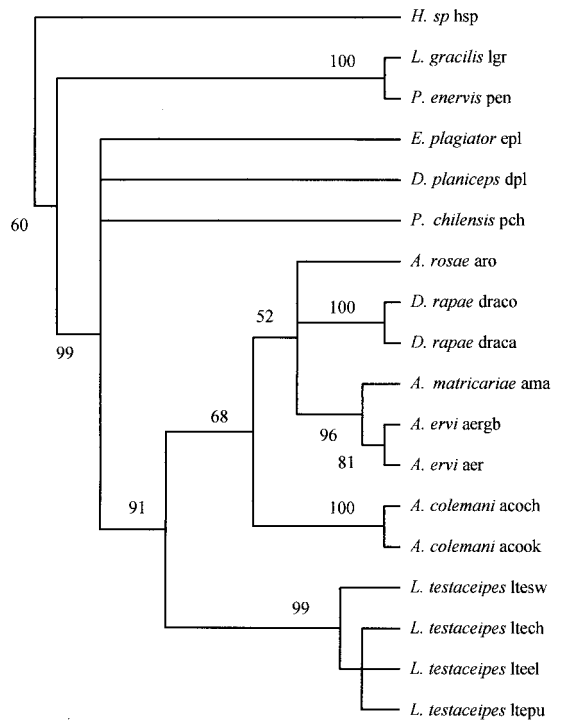 H. sp hsp
100
L. gracilis lgr
P. enervis pen
E. plagiator epl
D. planiceps dpl
P. chilensis pch
60
A. rosae aro
52
100
D. rapae draco
D. rapae draca
99
A. matricariae ama
68
96
A. ervi aergb
81
A. ervi aer
91
100
A. colemani acoch
A. colemani acook
99
L. testaceipes ltesw
L. testaceipes ltech
L. testaceipes lteel
L. testaceipes ltepu